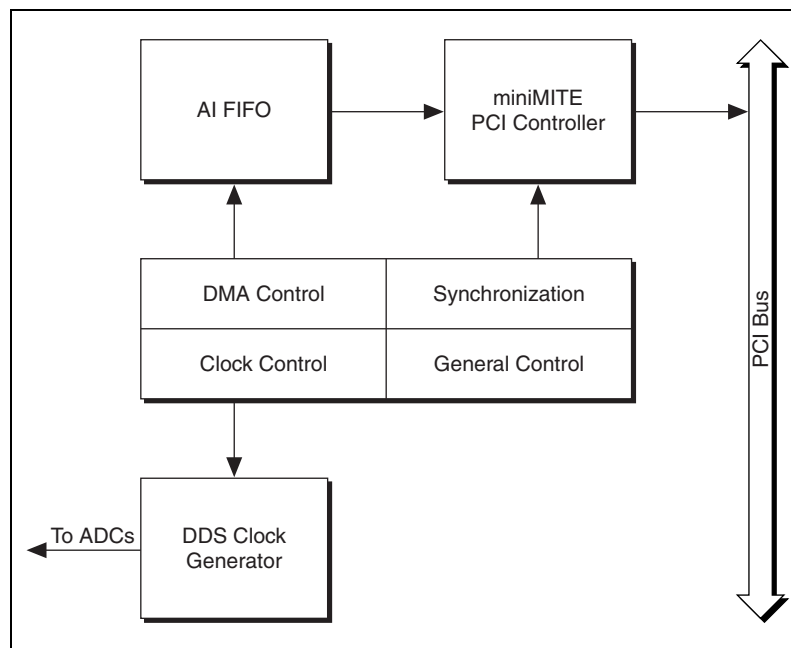 AI FIFO
miniMITE
PCI Controller
DMA Control
Synchronization
Clock Control
General Control
PCI Bus
To ADCs
DDS Clock
Generator